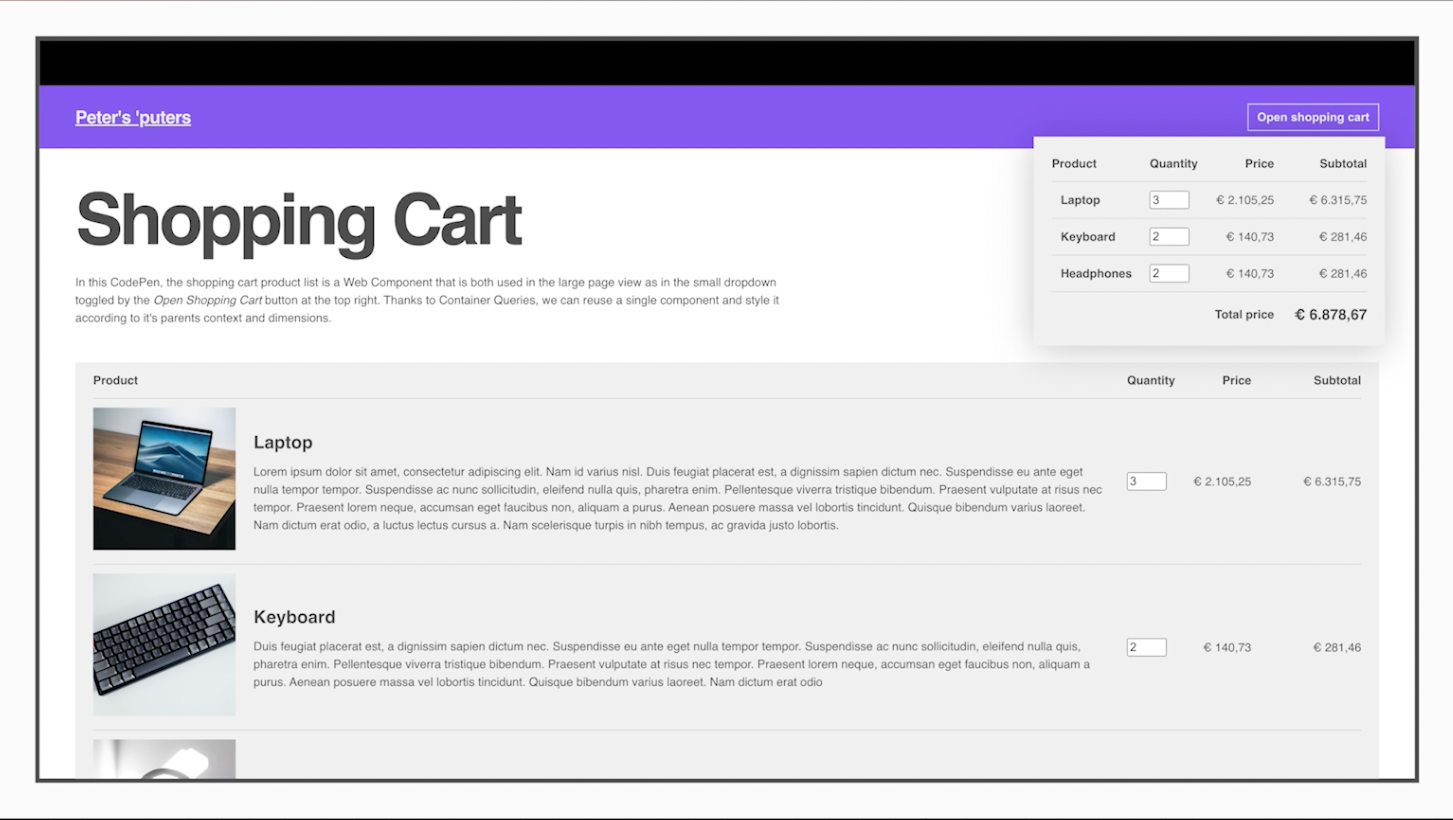 Peter's 'puters
Open shopping cart
Product Quantity Price Subtotal
Laptop 3 € 2.105,25 € 6.315,75
Keyboard 2 € 140,73 € 281,46
Headphones 2 € 140,73 € 281,46
Total price € 6.878,67
Shopping Cart
In this CodePen, the shopping cart product list is a Web Component that is both used in the large page view as in the small dropdown
toggled by the Open Shopping Cart button at the top right. Thanks to Container Queries, we can reuse a single component and style it
according to it's parents context and dimensions.
Product Quantity Price Subtotal
Laptop
Lorem ipsum dolor sit amet, consectetur adipiscing elit. Nam id varius nisl. Duis feugiat placerat est, a dignissim sapien dictum nec. Suspendisse eu ante eget
nulla tempor tempor. Suspendisse ac nunc sollicitudin, eleifend nulla quis, pharetra enim. Pellentesque viverra tristique bibendum. Praesent vulputate at risus nec
tempor. Praesent lorem neque, accumsan eget faucibus non, aliquam a purus. Aenean posuere massa vel lobortis tincidunt. Quisque bibendum varius laoreet.
Nam dictum erat odio, a luctus lectus cursus a. Nam scelerisque turpis in nibh tempus, ac gravida justo lobortis.
3 € 2.105,25 € 6.315,75
Keyboard
Duis feugiat placerat est, a dignissim sapien dictum nec. Suspendisse eu ante eget nulla tempor tempor. Suspendisse ac nunc sollicitudin, eleifend nulla quis,
pharetra enim. Pellentesque viverra tristique bibendum. Praesent vulputate at risus nec tempor. Praesent lorem neque, accumsan eget faucibus non, aliquam a
purus. Aenean posuere massa vel lobortis tincidunt. Quisque bibendum varius laoreet. Nam dictum erat odio
2 € 140,73 € 281,46